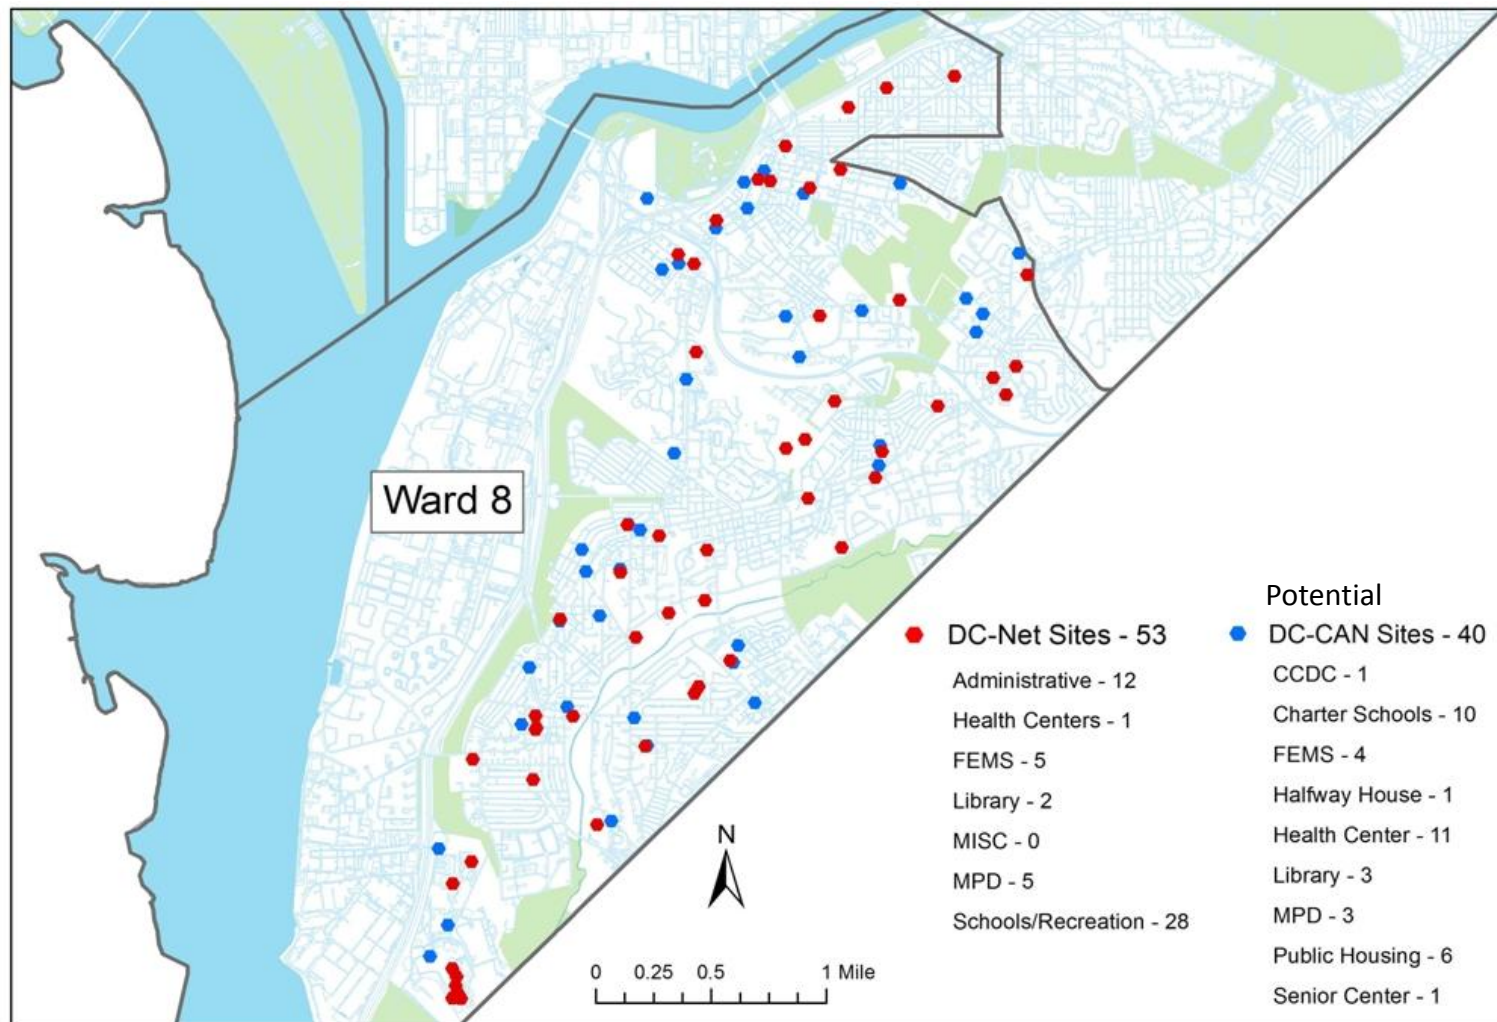 Ward 8
Potential
DC-Net Sites - 53
Administrative - 12
Health Centers - 1
FEMS - 5
Library - 2
MISC - 0
MPD - 5
Schools/Recreation - 28
DC-CAN Sites - 40
CCDC - 1
Charter Schools - 10
FEMS - 4
Halfway House - 1
Health Center - 11
Library - 3
MPD - 3
Public Housing - 6
Senior Center - 1
N
0 0.25 0.5 1 Mile